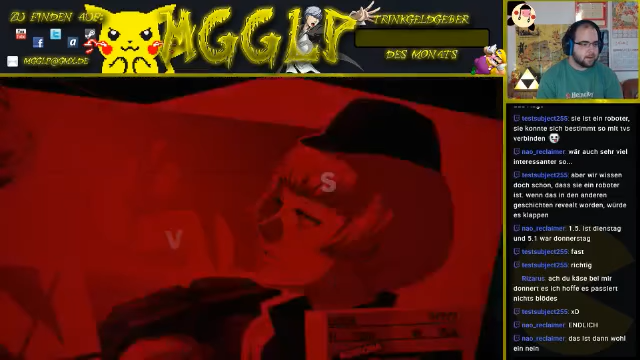 ZU FINDEN AUF:
MGGLP@GMX.DE
MGGLP
TRINKGELDGEBER
DES MONATS
S
V
testsubject255: sie ist ein roboter,
sie konnte sich bestimmt so mit tvs
verbinden
nao_reclaimer: wär auch sehr viel
interessanter so...
testsubject255: aber wir wissen
doch schon, dass sie ein roboter
ist. wenn das in den anderen
geschichten revealt worden, würde
es klappen
nao_reclaimer: 1.5. ist dienstag
und 5.1 war donnerstag
testsubject255: fast
testsubject255: richtig
Rizarus: ach du käse bei mir
donnert es ich hoffe es passiert
nichts blödes
testsubject255: xD
nao_reclaimer: ENDLICH
nao_reclaimer: das ist dann wohl
ein nein